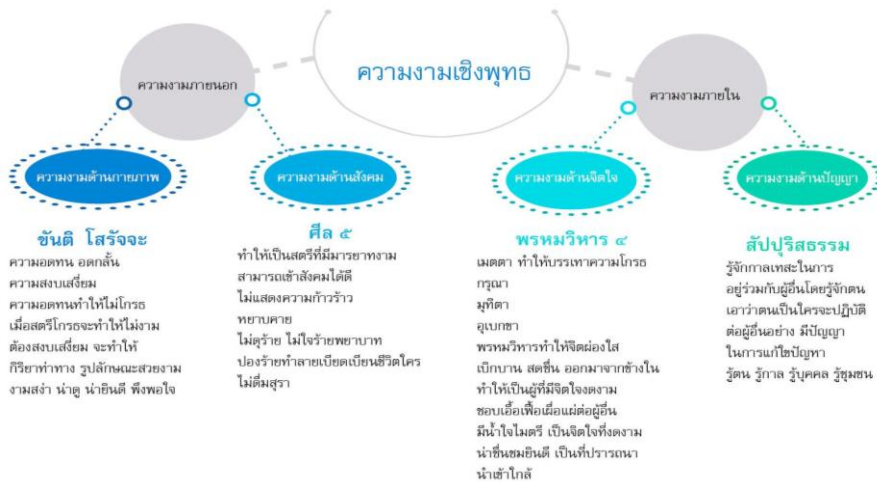 ความงามเชิงพุทธ
ความงามภายนอก
ความงามภายใน
ความงามด้านกายภาพ
ความงามด้านสังคม
ความงามด้านจิตใจ
ความงามด้านปัญญา
ขันติ โสรัจจะ
ความอดทน อดกลั้น
ความสงบเสงี่ยม
ความอดทนทำให้ไม่โกรธ
เมื่อสตรีโกรธจะทำให้ไม่งาม
ต้องสงบเสงี่ยม จะทำให้
กิริยาท่าทาง รูปลักษณะสวยงาม
งามสง่า น่าดู น่ายินดี พึงพอใจ
ศีล ๕
ทำให้เป็นสตรีที่มีมารยาทงาม
สามารถเข้าสังคมได้ดี
ไม่แสดงความก้าวร้าว
หยาบคาย
ไม่ดุร้าย ไม่ใจร้ายพยาบาท
ปองร้ายทำลายเบียดเบียนชีวิตใคร
ไม่ดื่มสุรา
พรหมวิหาร ๔
เมตตา ทำให้บรรเทาความโกรธ
กรุณา
มุทิตา
อุเบกขา
พรหมวิหารทำให้จิตผ่องใส
เบิกบาน สดชื่น ออกมาจากข้างใน
ทำให้เป็นผู้ที่มีจิตใจงดงาม
ชอบเอื้อเฟื้อเผื่อแผ่ต่อผู้อื่น
มีน้ำใจไมตรี เป็นจิตใจที่งดงาม
น่าชื่นชมยินดี เป็นที่ปรารถนา
นำเข้าใกล้
สัปปุริสธรรม
รู้จักกาลเทสะในการ
อยู่ร่วมกับผู้อื่นโดยรู้จักตน
เอาว่าตนเป็นใครจะปฏิบัติ
ต่อผู้อื่นอย่าง มีปัญญา
ในการแก้ไขปัญหา
รู้ตน รู้กาล รู้บุคคล รู้ชุมชน